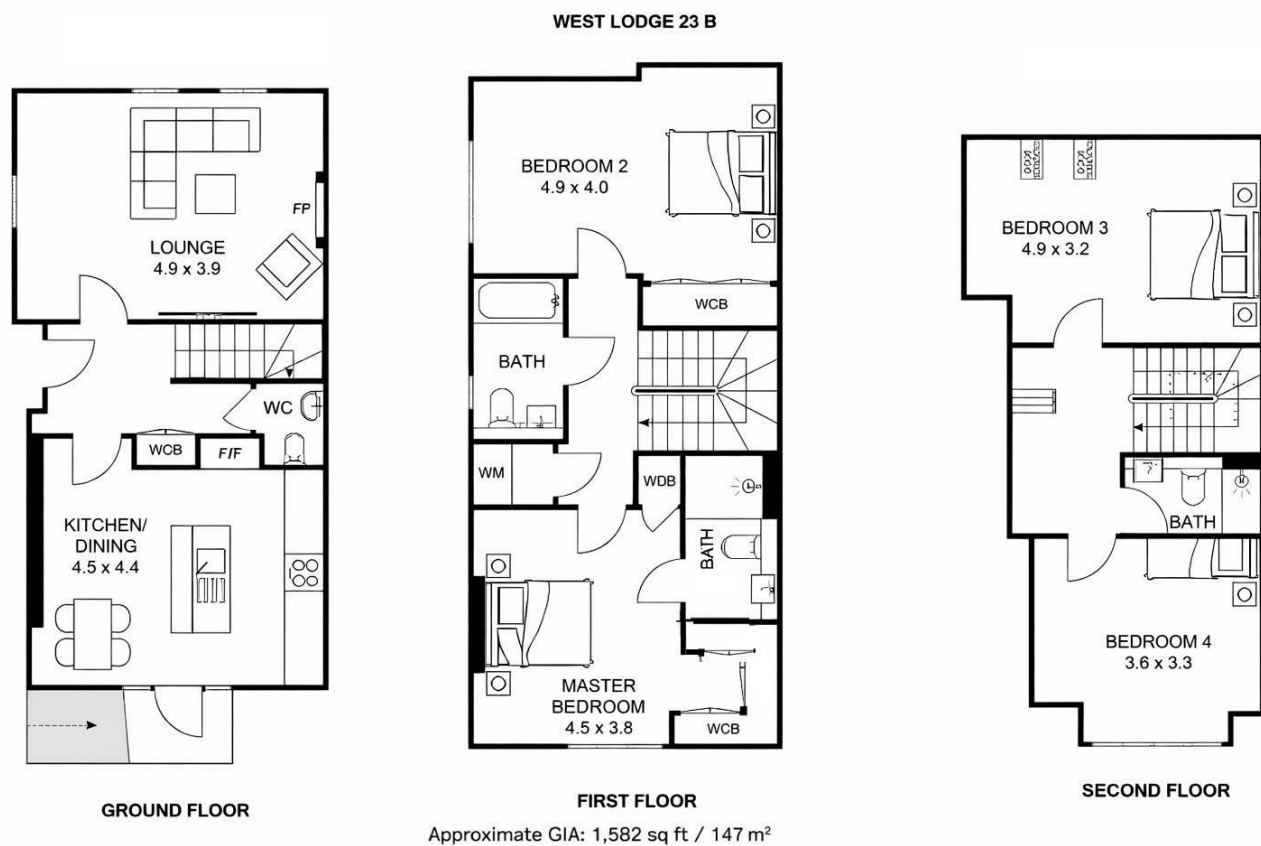 WEST LODGE 23 B
FP
LOUNGE
4.9 x 3.9
WC
WCB
F/F
KITCHEN/
DINING
4.5 x 4.4
GROUND FLOOR
BEDROOM 2
4.9 x 4.0
WCB
BATH
WM
WDB
BATH
MASTER
BEDROOM
4.5 x 3.8
WCB
FIRST FLOOR
Approximate GIA: 1,582 sq ft / 147 m²
BEDROOM 3
4.9 x 3.2
BATH
BEDROOM 4
3.6 x 3.3
SECOND FLOOR